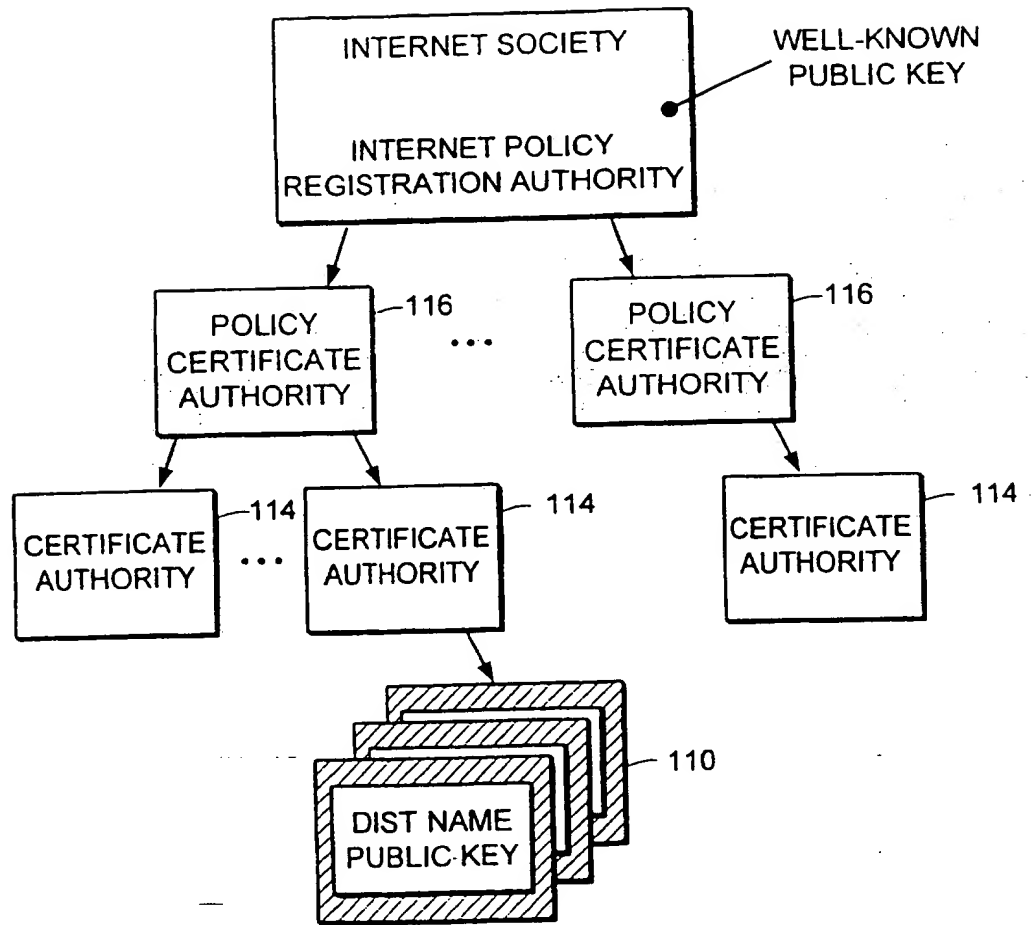 INTERNET SOCIETY
WELL-KNOWN
PUBLIC KEY
INTERNET POLICY
REGISTRATION AUTHORITY
POLICY
CERTIFICATE
AUTHORITY
116
...
POLICY
CERTIFICATE
AUTHORITY
116
CERTIFICATE
AUTHORITY
114
...
CERTIFICATE
AUTHORITY
114
CERTIFICATE
AUTHORITY
114
DIST NAME
PUBLIC KEY
110